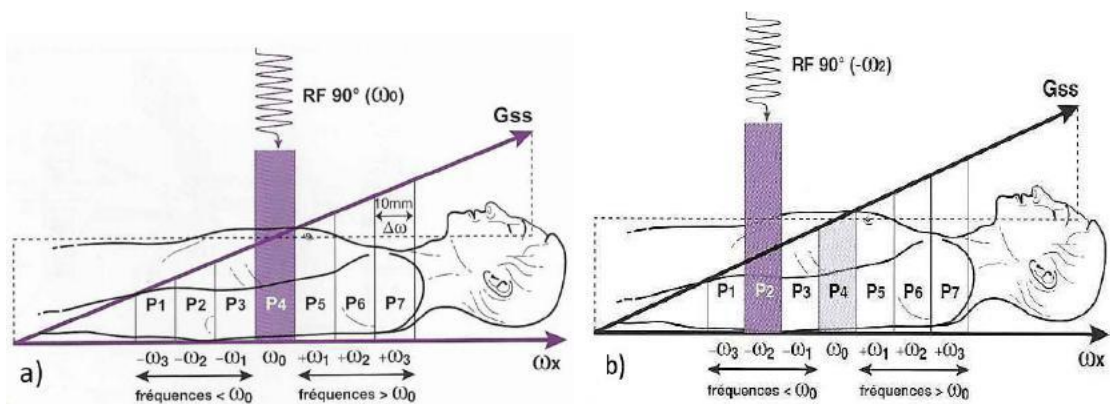 RF 90° (ω0)
Gss
10mm
Δω
P1 P2 P3 P4 P5 P6 P7
-ω3 -ω2 -ω1 ω0 +ω1 +ω2 +ω3
ωx
a)
fréquences < ω0 fréquences > ω0
RF 90° (-ω2)
Gss
P1 P2 P3 P4 P5 P6 P7
-ω3 -ω2 -ω1 ω0 +ω1 +ω2 +ω3
ωx
b)
fréquences < ω0 fréquences > ω0